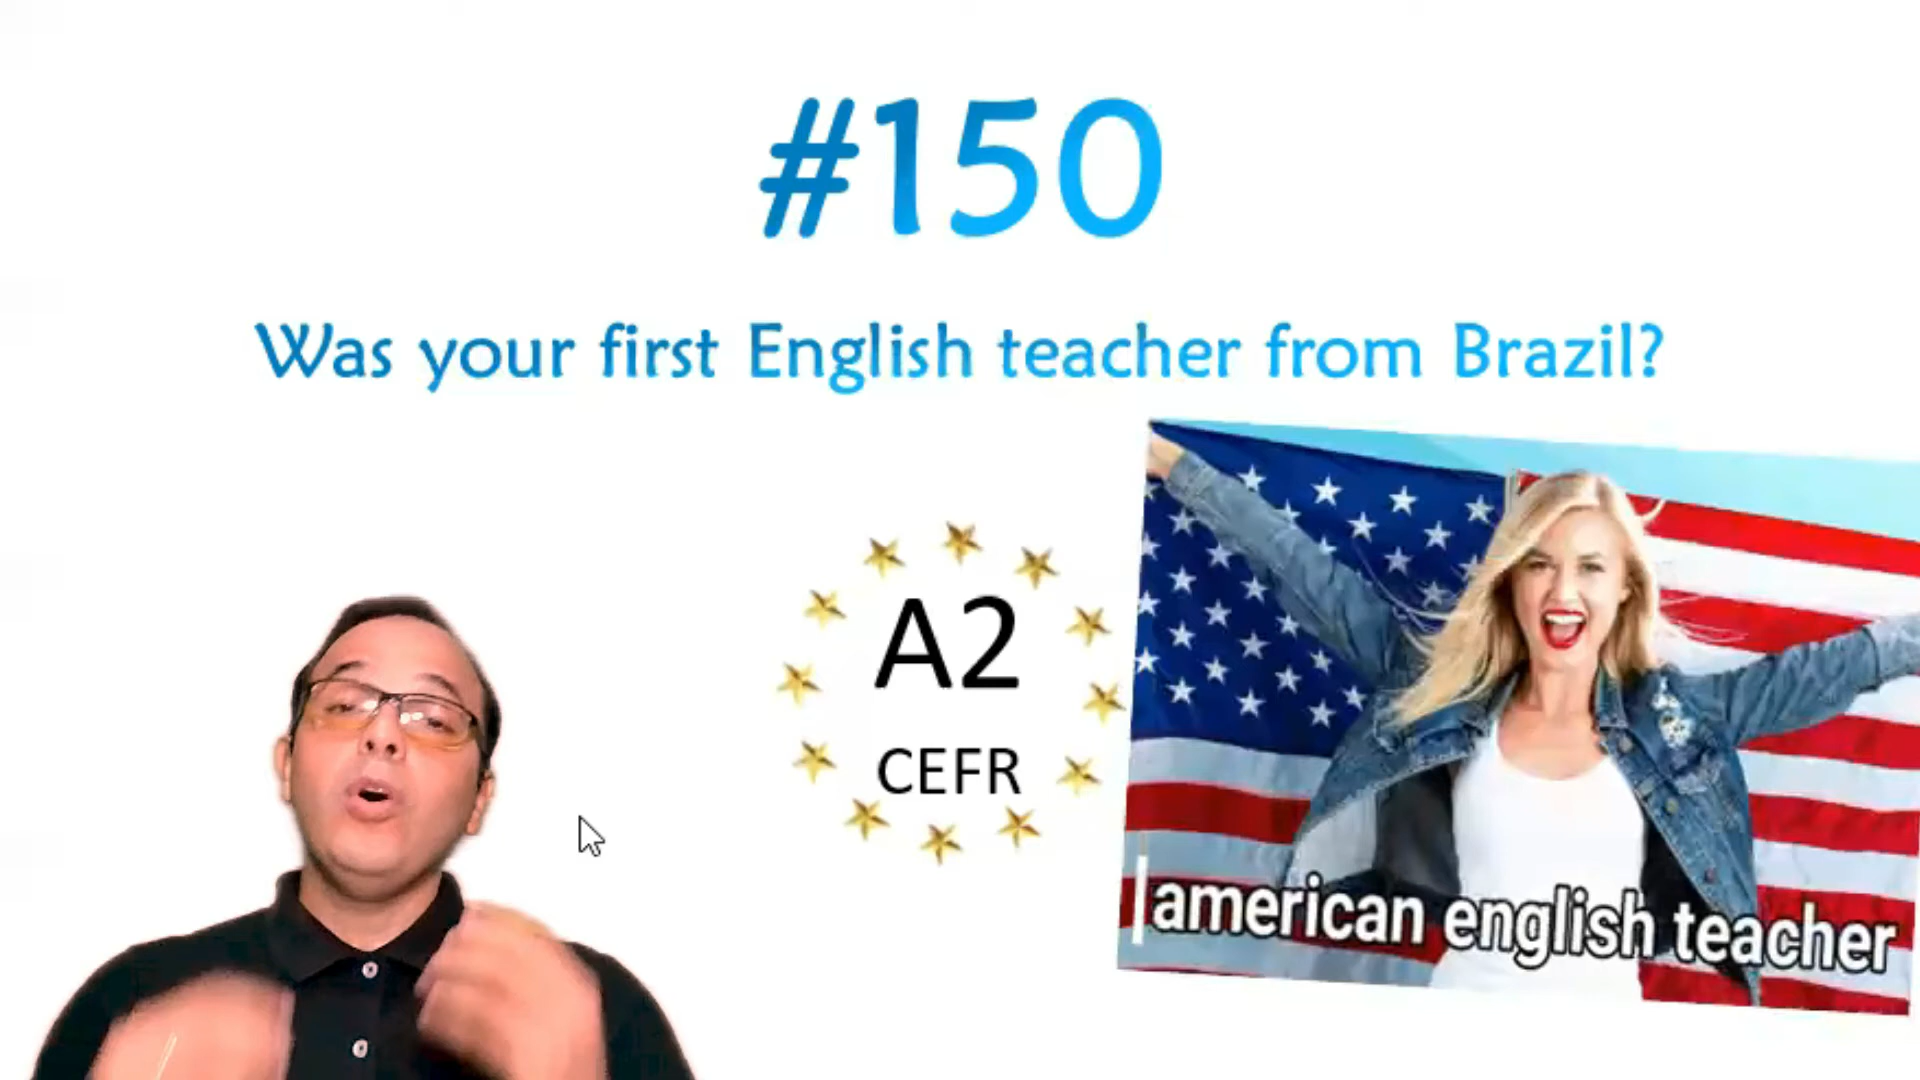 #150
Was your first English teacher from Brazil?
A2
CEFR
american english teacher